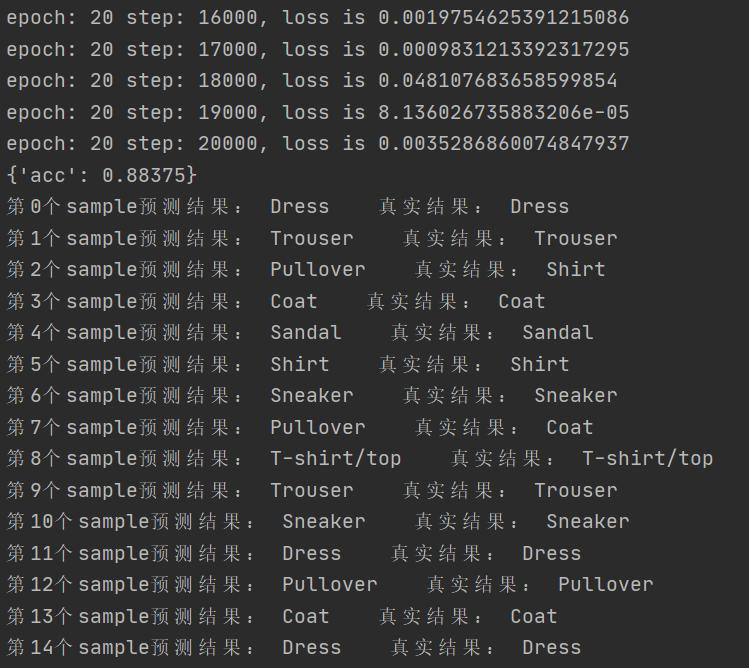 epoch: 20 step: 16000, loss is 0.0019754625391215086
epoch: 20 step: 17000, loss is 0.0009831213392317295
epoch: 20 step: 18000, loss is 0.048107683658599854
epoch: 20 step: 19000, loss is 8.136026735883206e-05
epoch: 20 step: 20000, loss is 0.0035286860074847937
{'acc': 0.88375}
第0个sample预测结果： Dress    真实结果： Dress
第1个sample预测结果： Trouser    真实结果： Trouser
第2个sample预测结果： Pullover    真实结果： Shirt
第3个sample预测结果： Coat    真实结果： Coat
第4个sample预测结果： Sandal    真实结果： Sandal
第5个sample预测结果： Shirt    真实结果： Shirt
第6个sample预测结果： Sneaker    真实结果： Sneaker
第7个sample预测结果： Pullover    真实结果： Coat
第8个sample预测结果： T-shirt/top    真实结果： T-shirt/top
第9个sample预测结果： Trouser    真实结果： Trouser
第10个sample预测结果： Sneaker    真实结果： Sneaker
第11个sample预测结果： Dress    真实结果： Dress
第12个sample预测结果： Pullover    真实结果： Pullover
第13个sample预测结果： Coat    真实结果： Coat
第14个sample预测结果： Dress    真实结果： Dress